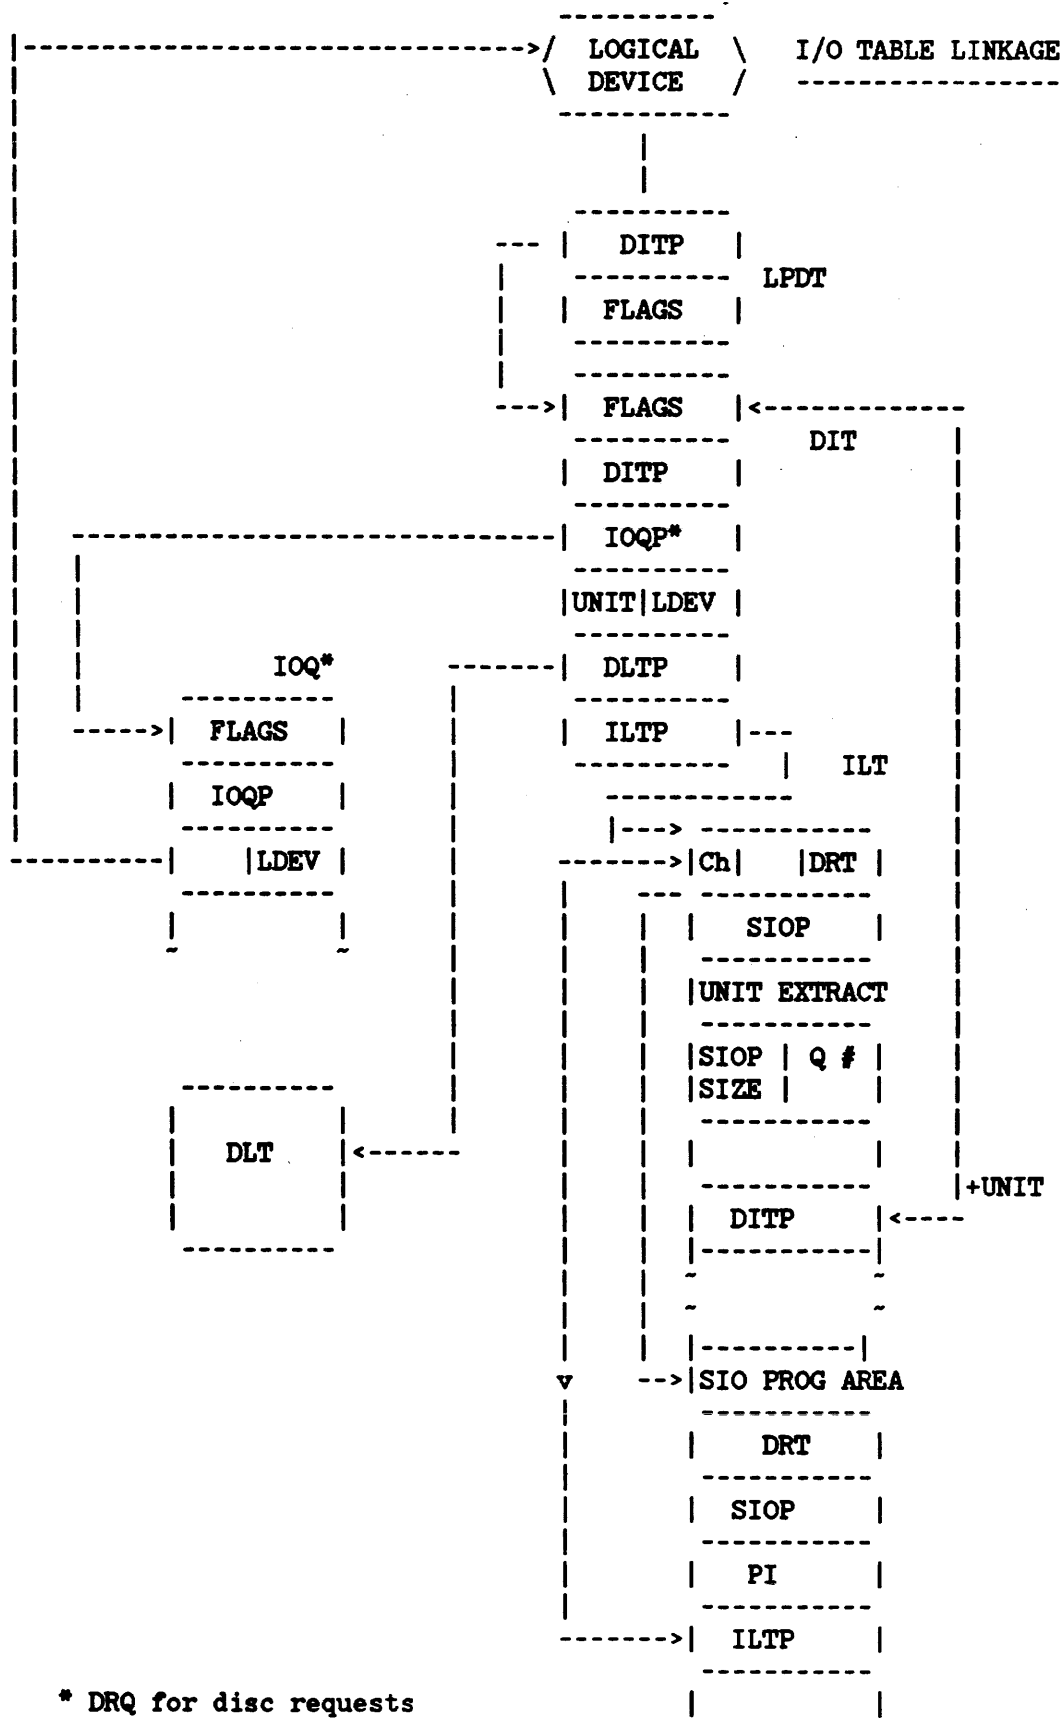 LOGICAL I/O TABLE LINKAGE
DEVICE
DITP
LPDT
FLAGS
FLAGS
DIT
DITP
IOQP*
UNIT|LDEV
IOQ* DLTP
FLAGS ILTP
ILT
IOQP
LDEV Ch| |DRT
SIOP
UNIT EXTRACT
SIOP | Q #
SIZE
DLT
+UNIT
DITP
SIO PROG AREA
DRT
SIOP
PI
ILTP
* DRQ for disc requests